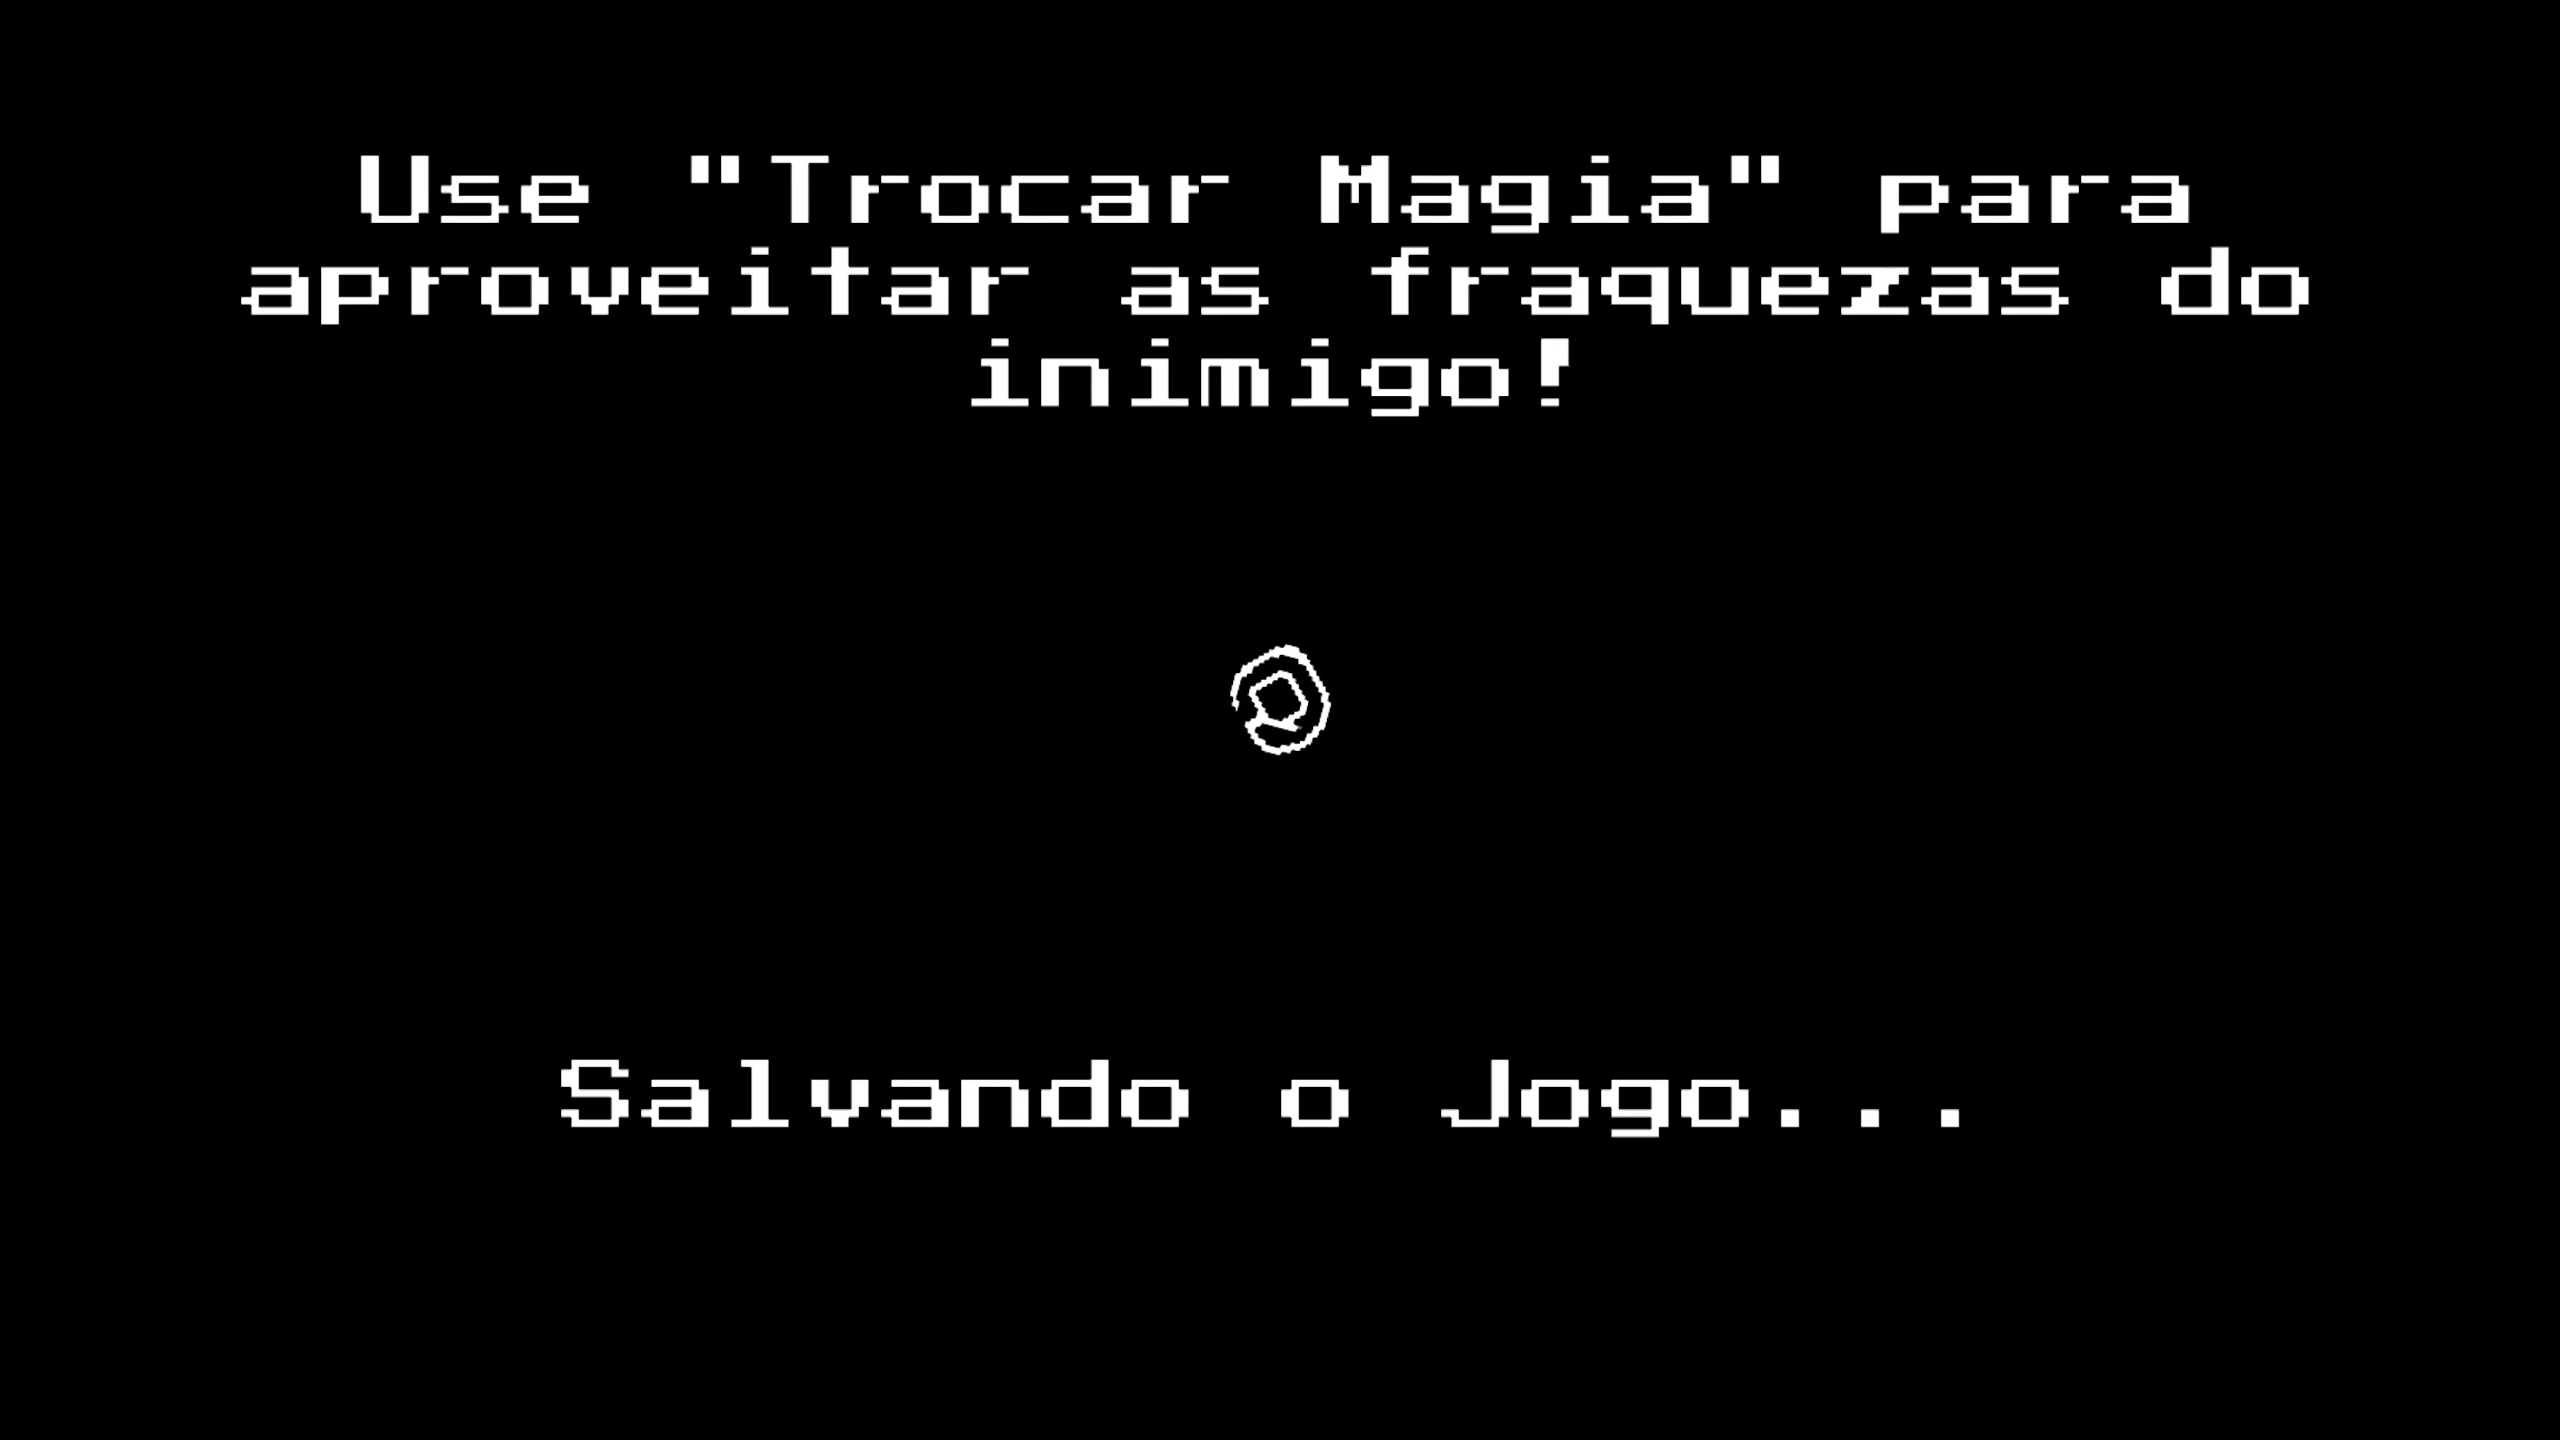 Use "Trocar Magia" para
aproveitar as fraquezas do
inimigo!
@
Salvando o Jogo...